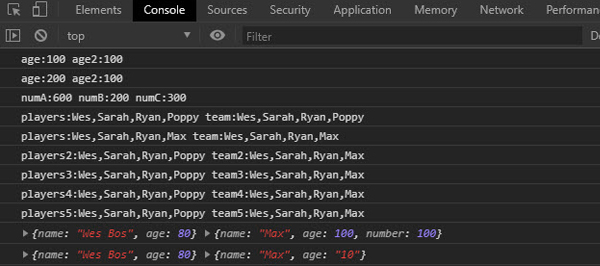 Elements Console Sources Security Application Memory Performan
top ▼ Filter De
age:100 age2:100
age:200 age2:100
numA:600 numB:200 numC:300
players:Wes,Sarah,Ryan,Poppy team:Wes,Sarah,Ryan,Poppy
players:Wes,Sarah,Ryan,Max team:Wes,Sarah,Ryan,Max
players2:Wes,Sarah,Ryan,Poppy team2:Wes,Sarah,Ryan,Max
players3:Wes,Sarah,Ryan,Poppy team3:Wes,Sarah,Ryan,Max
players4:Wes,Sarah,Ryan,Poppy team4:Wes,Sarah,Ryan,Max
players5:Wes,Sarah,Ryan,Poppy team5:Wes,Sarah,Ryan,Max
▶ {name: "Wes Bos", age: 80} ▶ {name: "Max", age: 100, number: 100}
▶ {name: "Wes Bos", age: 80} ▶ {name: "Max", age: "10"}